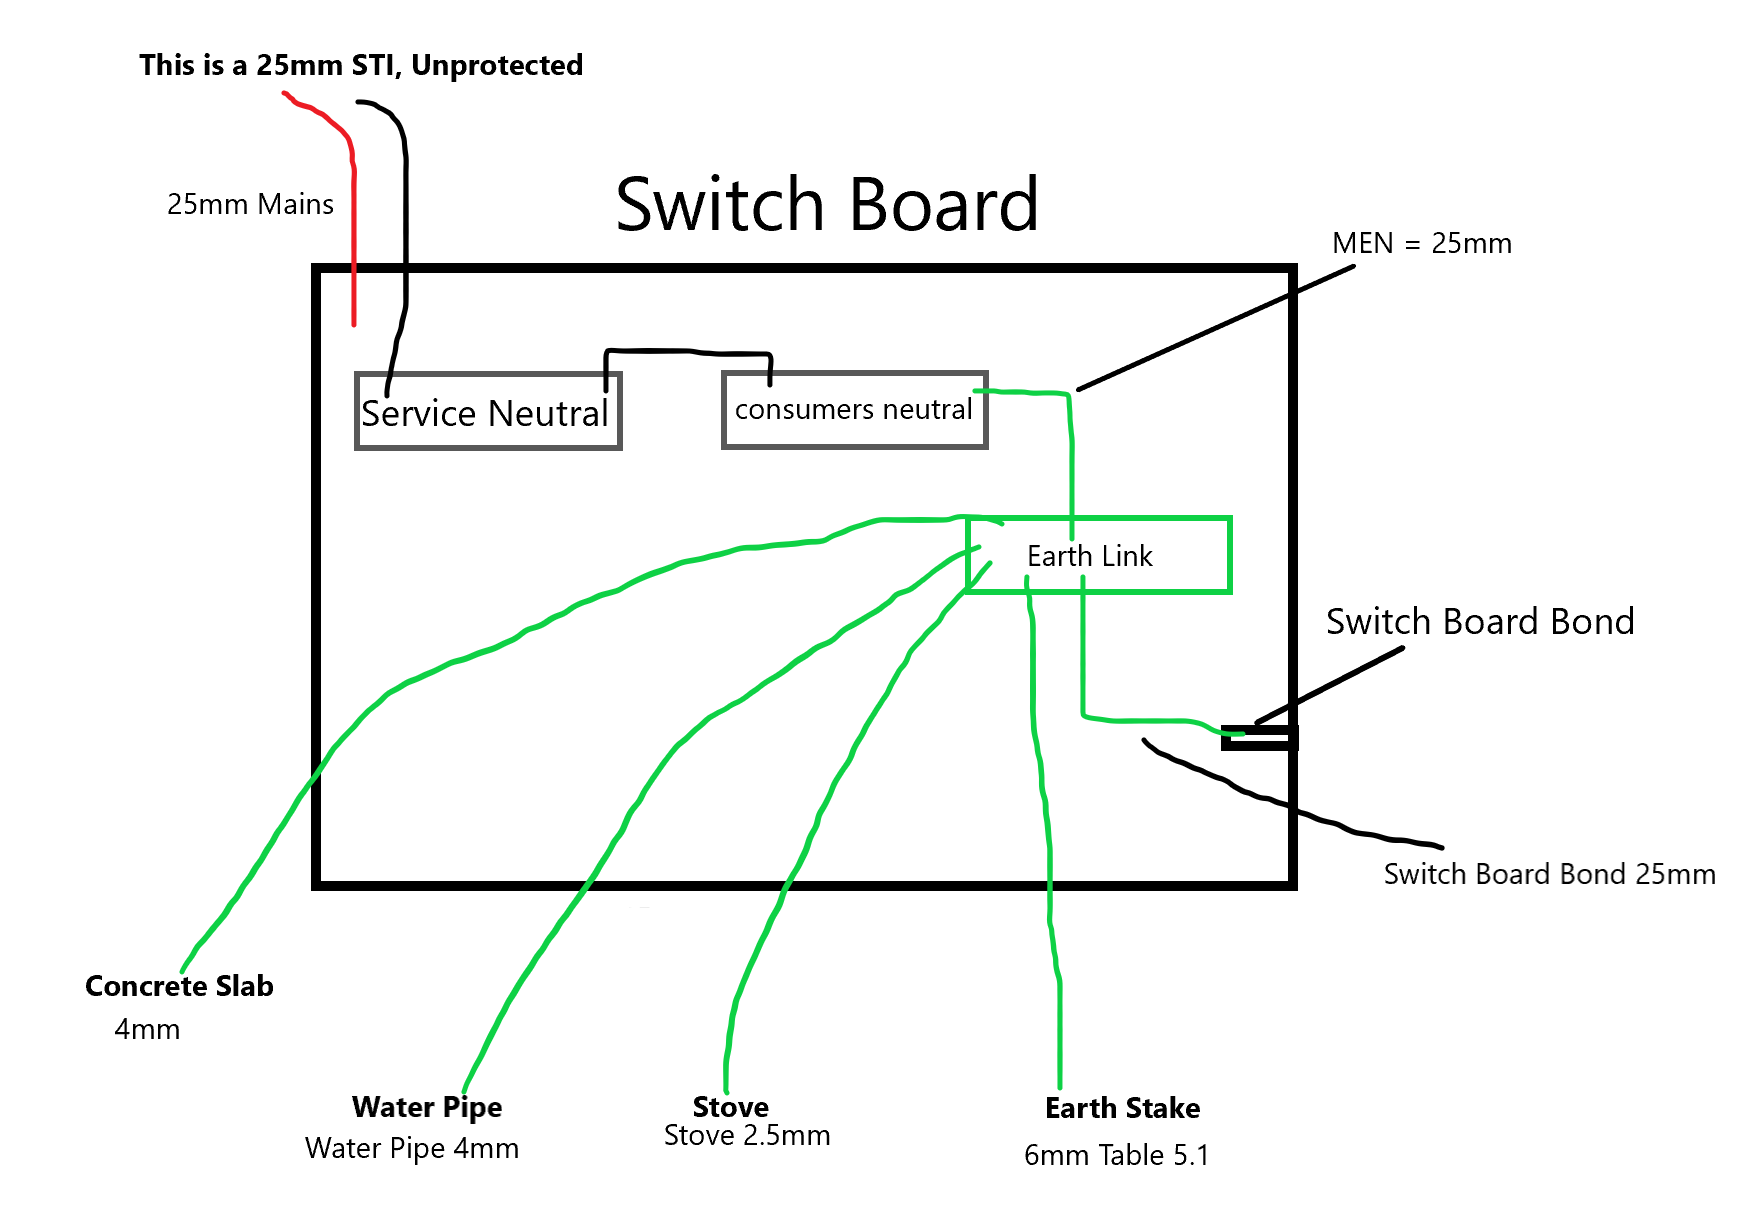 This is a 25mm STI, Unprotected
25mm Mains
Switch Board
MEN = 25mm
Service Neutral
consumers neutral
Earth Link
Switch Board Bond
Switch Board Bond 25mm
Concrete Slab
4mm
Water Pipe
Water Pipe 4mm
Stove
Stove 2.5mm
Earth Stake
6mm Table 5.1